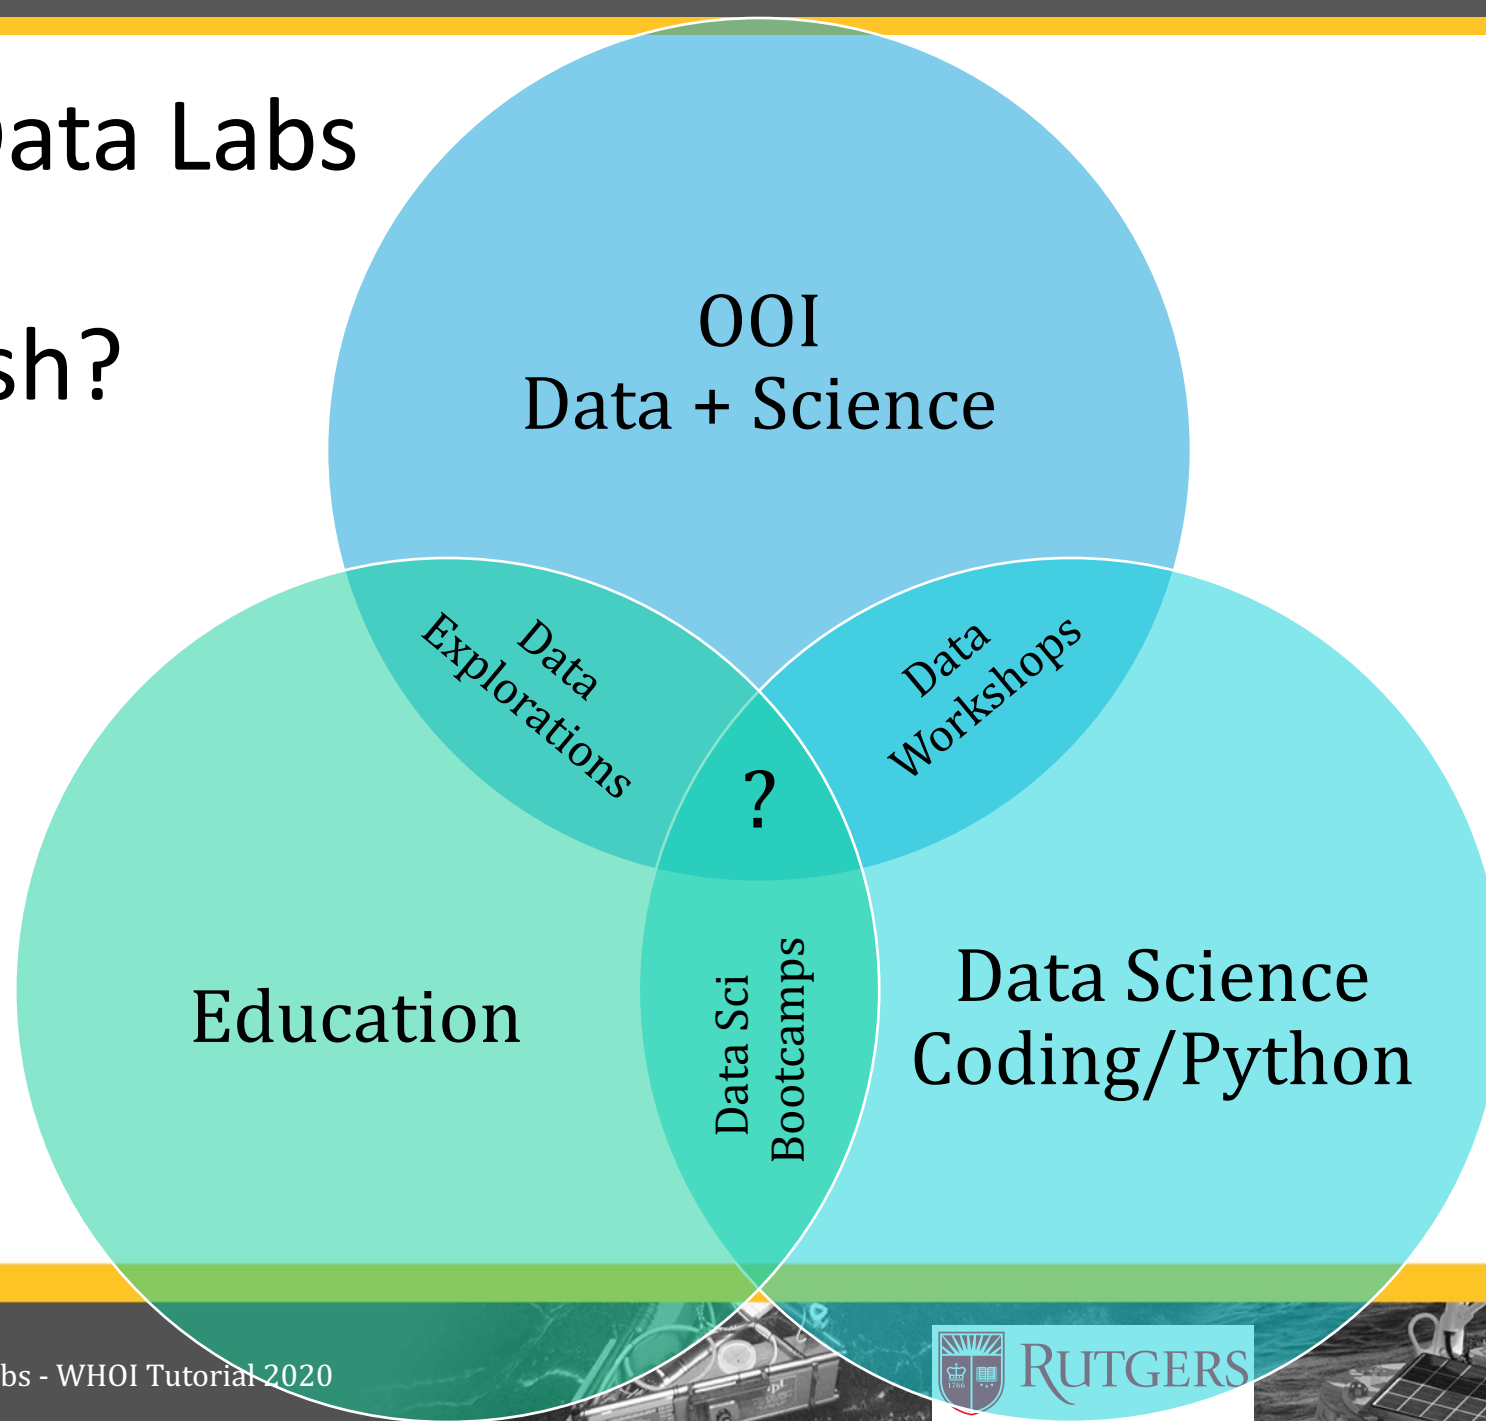 ata Labs
sh?
OOI
Data + Science
Data
Explorations
Data
Workshops
?
Education
Data Sci
Bootcamps
Data Science
Coding/Python
bs - WHOI Tutorial 2020
1766
RUTGERS